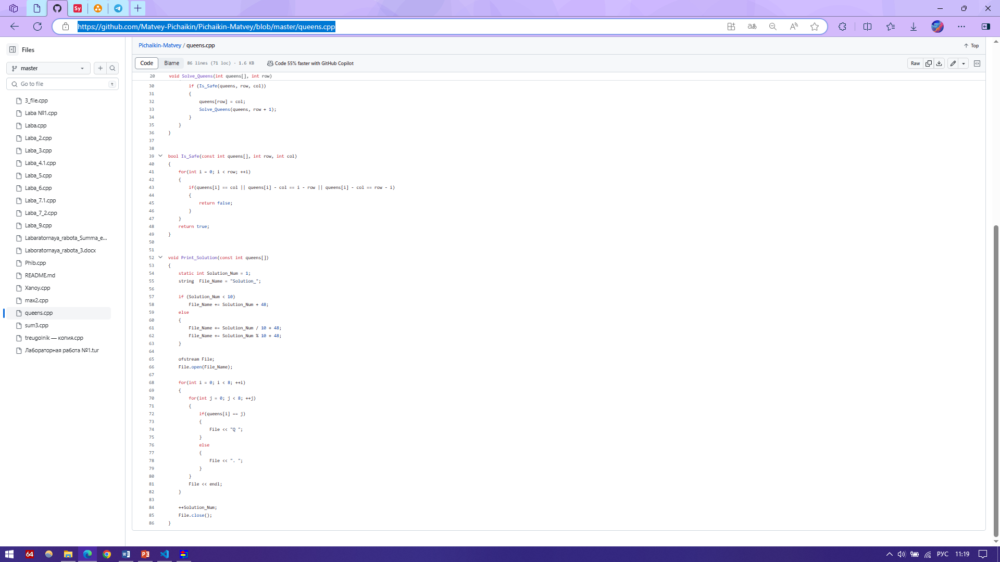 Sy
https://github.com/Matvey-Pichaikin/Pichaikin-Matvey/blob/master/queens.cpp
Files
master
Go to file
t
3_file.cpp
Laba №1.cpp
Laba.cpp
Laba_2.cpp
Laba_3.cpp
Laba_4.1.cpp
Laba_5.cpp
Laba_6.cpp
Laba_7.1.cpp
Laba_7_2.cpp
Laba_9.cpp
Labaratornaya_rabota_Summa_e...
Laboratornaya_rabota_3.docx
Phib.cpp
README.md
Xanoy.cpp
max2.cpp
queens.cpp
sum3.cpp
treugolnik — копия.cpp
Лабораторная работа №1.tur
Pichaikin-Matvey / queens.cpp
Top
Code Blame 86 lines (71 loc) · 1.6 KB Code 55% faster with GitHub Copilot Raw
20 void Solve_Queens(int queens[], int row)
30 if (Is_Safe(queens, row, col))
31 {
32 queens[row] = col;
33 Solve_Queens(queens, row + 1);
34 }
35 }
36 }
37
38
39 bool Is_Safe(const int queens[], int row, int col)
40 {
41 for(int i = 0; i < row; ++i)
42 {
43 if(queens[i] == col || queens[i] - col == i - row || queens[i] - col == row - i)
44 {
45 return false;
46 }
47 }
48 return true;
49 }
50
51
52 void Print_Solution(const int queens[])
53 {
54 static int Solution_Num = 1;
55 string  File_Name = "Solution_";
56
57 if (Solution_Num < 10)
58 File_Name += Solution_Num + 48;
59 else
60 {
61 File_Name += Solution_Num / 10 + 48;
62 File_Name += Solution_Num % 10 + 48;
63 }
64
65 ofstream File;
66 File.open(File_Name);
67
68 for(int i = 0; i < 8; ++i)
69 {
70 for(int j = 0; j < 8; ++j)
71 {
72 if(queens[i] == j)
73 {
74 File << "Q ";
75 }
76 else
77 {
78 File << ". ";
79 }
80 }
81 File << endl;
82 }
83
84 ++Solution_Num;
85 File.close();
86 }
64
РУС 11:19